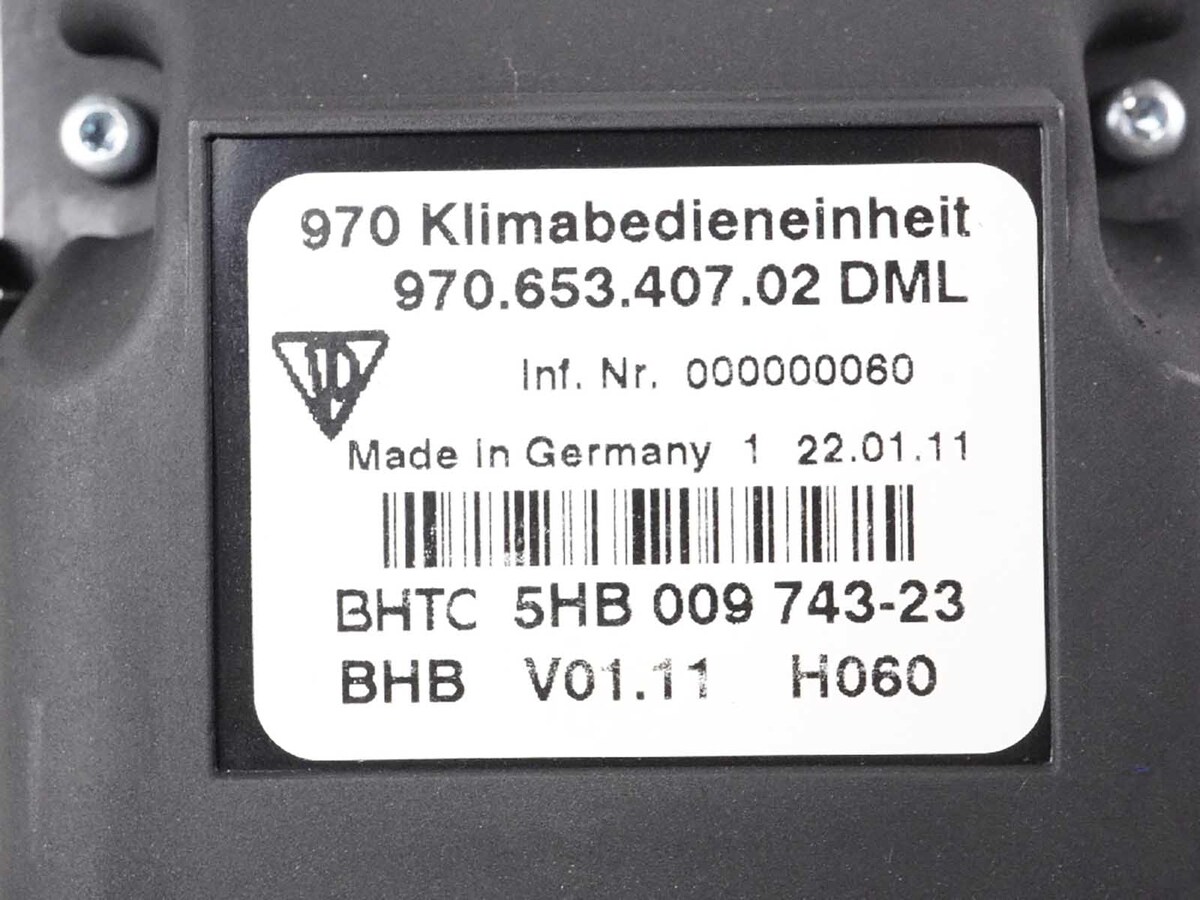 970 Klimabedieneinheit
970.653.407.02 DML
Inf. Nr. 000000060
Made in Germany 1 22.01.11
BHTC 5HB 009 743-23
BHB V01.11 H060